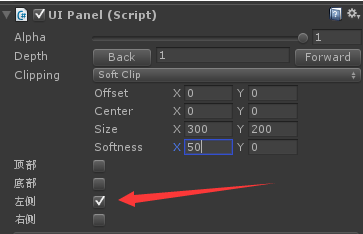 UI Panel (Script)
Alpha 1
Depth Back 1 Forward
Clipping Soft Clip
Offset X 0 Y 0
Center X 0 Y 0
Size X 300 Y 200
Softness X 50 Y 0
顶部
底部
左侧
右侧